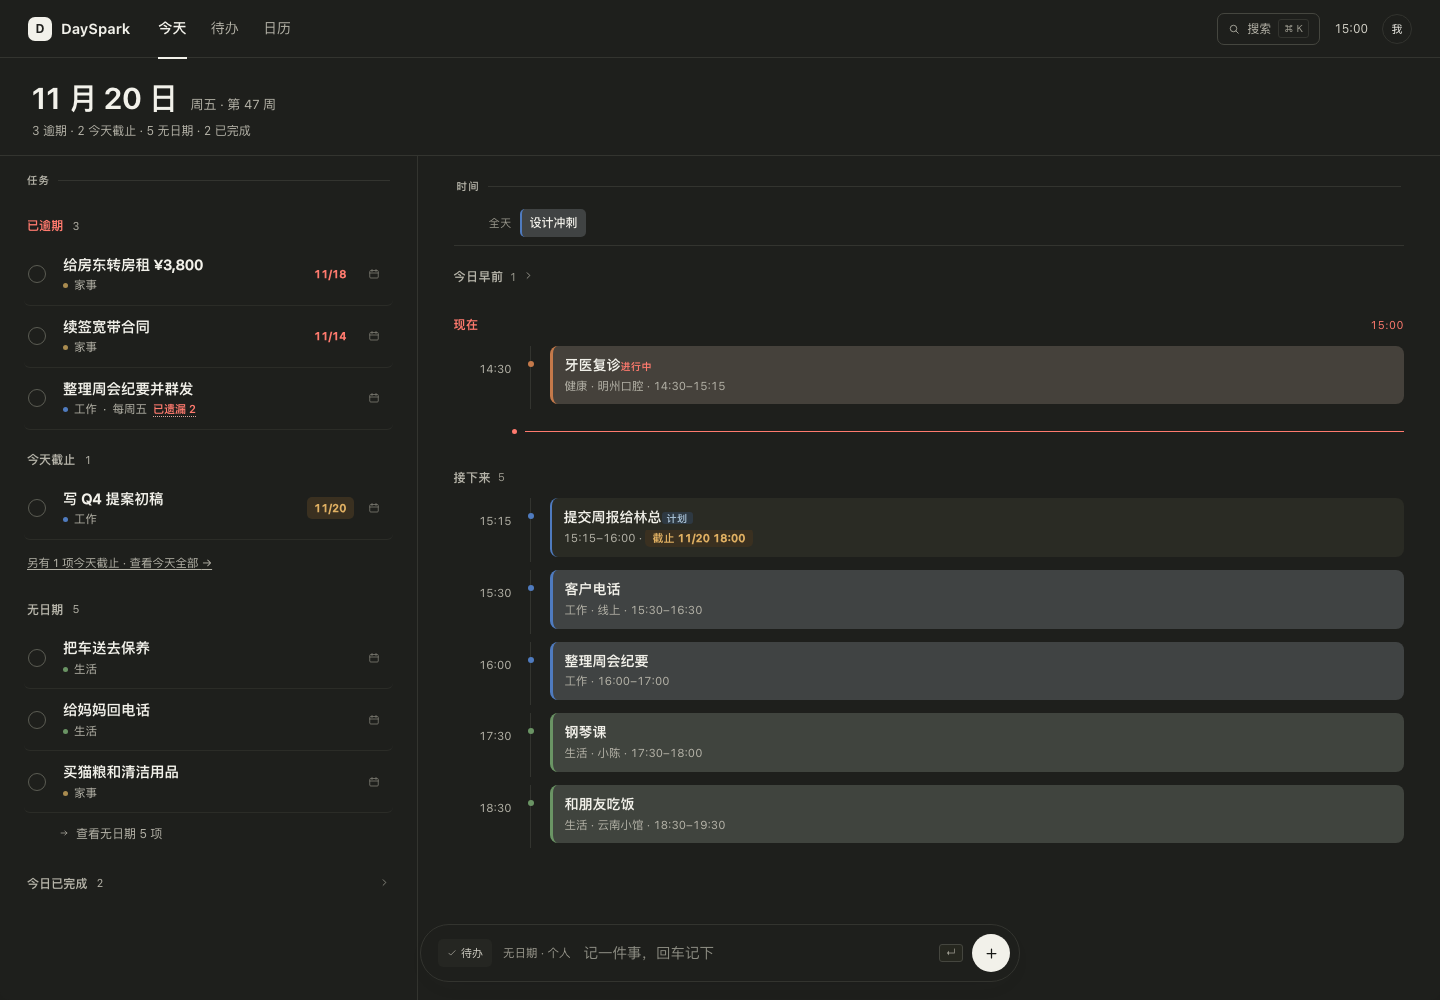 D DaySpark 今天 待办 日历 搜索 ⌘ K 15:00 我
11 月 20 日 周五 · 第 47 周
3 逾期 · 2 今天截止 · 5 无日期 · 2 已完成
任务
已逾期 3
给房东转房租 ¥3,800
家事
11/18
续签宽带合同
家事
11/14
整理周会纪要并群发
工作 · 每周五 已遗漏 2
今天截止 1
写 Q4 提案初稿
工作
11/20
另有 1 项今天截止 · 查看今天全部 →
无日期 5
把车送去保养
生活
给妈妈回电话
生活
买猫粮和清洁用品
家事
→ 查看无日期 5 项
今日已完成 2
时间
全天 设计冲刺
今日早前 1
现在 15:00
14:30
牙医复诊进行中
健康 · 明州口腔 · 14:30–15:15
接下来 5
15:15
提交周报给林总 计划
15:15–16:00 · 截止 11/20 18:00
15:30
客户电话
工作 · 线上 · 15:30–16:30
16:00
整理周会纪要
工作 · 16:00–17:00
17:30
钢琴课
生活 · 小陈 · 17:30–18:00
18:30
和朋友吃饭
生活 · 云南小馆 · 18:30–19:30
待办 无日期 · 个人 记一件事，回车记下